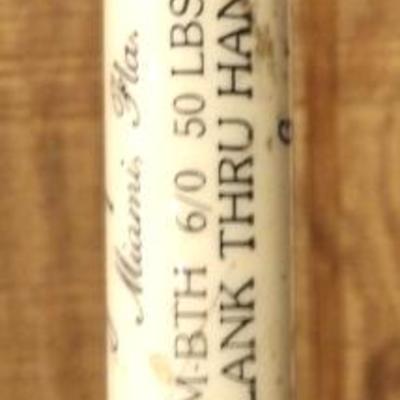 Miami, Fla.
M-BTH 6/0 50 LBS
LANK THRU HAN